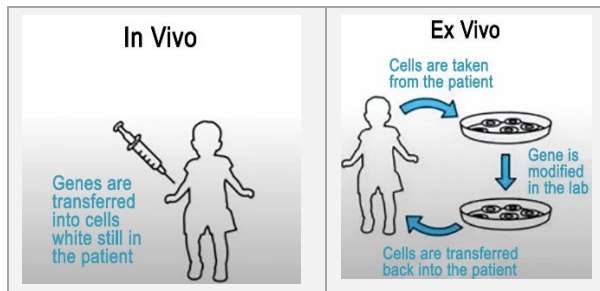 In Vivo
Genes are
transferred
into cells
white still in
the patient
Ex Vivo
Cells are taken
from the patient
Gene is
modified
in the lab
Cells are transferred
back into the patient